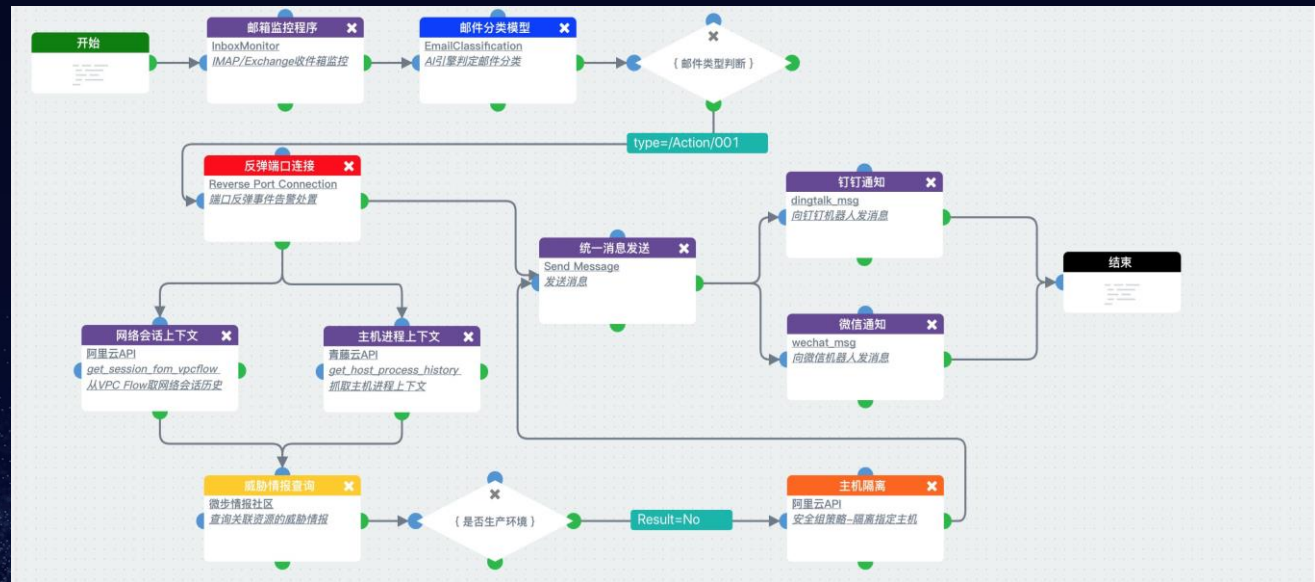 开始
邮箱监控程序
InboxMonitor
IMAP/Exchange收件箱监控
邮件分类模型
EmailClassification
AI引擎判定邮件分类
{ 邮件类型判断 }
type=/Action/001
反弹端口连接
Reverse Port Connection
端口反弹事件告警处置
统一消息发送
Send Message
发送消息
钉钉通知
dingtalk_msg
向钉钉机器人发消息
微信通知
wechat_msg
向微信机器人发消息
结束
网络会话上下文
阿里云API
get_session_fom_vpcflow
从VPC Flow取网络会话历史
主机进程上下文
青藤云API
get_host_process_history
抓取主机进程上下文
威胁情报查询
微步情报社区
查询关联资源的威胁情报
{ 是否生产环境 }
Result=No
主机隔离
阿里云API
安全组策略-隔离指定主机